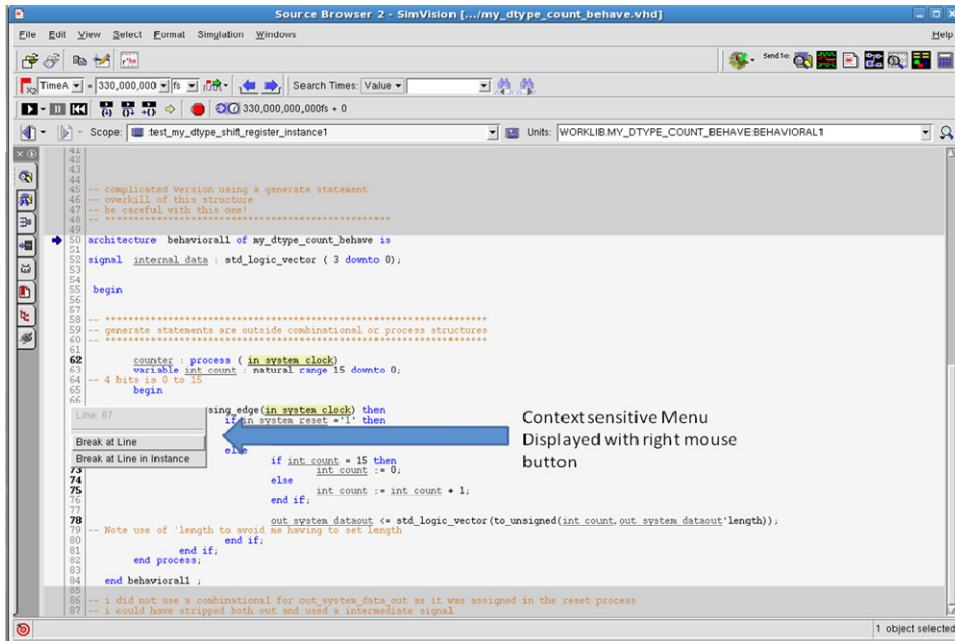 Source Browser 2 - SimVision [.../my_dtype_count_behave.vhd]
File Edit View Select Format Simulation Windows Help
Send To:
TimeA = 330,000,000 fs Search Times: Value
330,000,000,000fs + 0
Scope: :test_my_dtype_shift_register_instance1 Units: WORKLIB.MY_DTYPE_COUNT_BEHAVE:BEHAVIORAL1
41
42
43
44
45 -- complicated version using a generate statement
46 -- overkill of this structure
47 -- be careful with this one!
48 -- **************************************************
49
50 architecture behavioral1 of my_dtype_count_behave is
51
52 signal internal_data : std_logic_vector ( 3 downto 0);
53
54
55 begin
56
57
58 -- *******************************************************************
59 -- generate statements are outside combinational or process structures
60 -- *******************************************************************
61
62 counter : process ( in_system_clock)
63 variable int_count : natural range 15 downto 0;
64 -- 4 bits is 0 to 15
65 begin
66
Line: 67
sing_edge(in_system_clock) then
if in_system_reset ='1' then
Break at Line
else
Break at Line in Instance
if int_count = 15 then
73 int_count := 0;
74 else
75 int_count := int_count + 1;
76 end if;
77
78 out_system_dataout <= std_logic_vector(to_unsigned(int_count,out_system_dataout'length));
79 -- Note use of 'length to avoid me having to set length
80 end if;
81 end if;
82 end process;
83
84 end behavioral1 ;
85
86 -- i did not use a combinational for out_system_data_out as it was assigned in the reset process
87 -- i could have stripped both out and used a intermediate signal
Context sensitive Menu
Displayed with right mouse
button
1 object selected